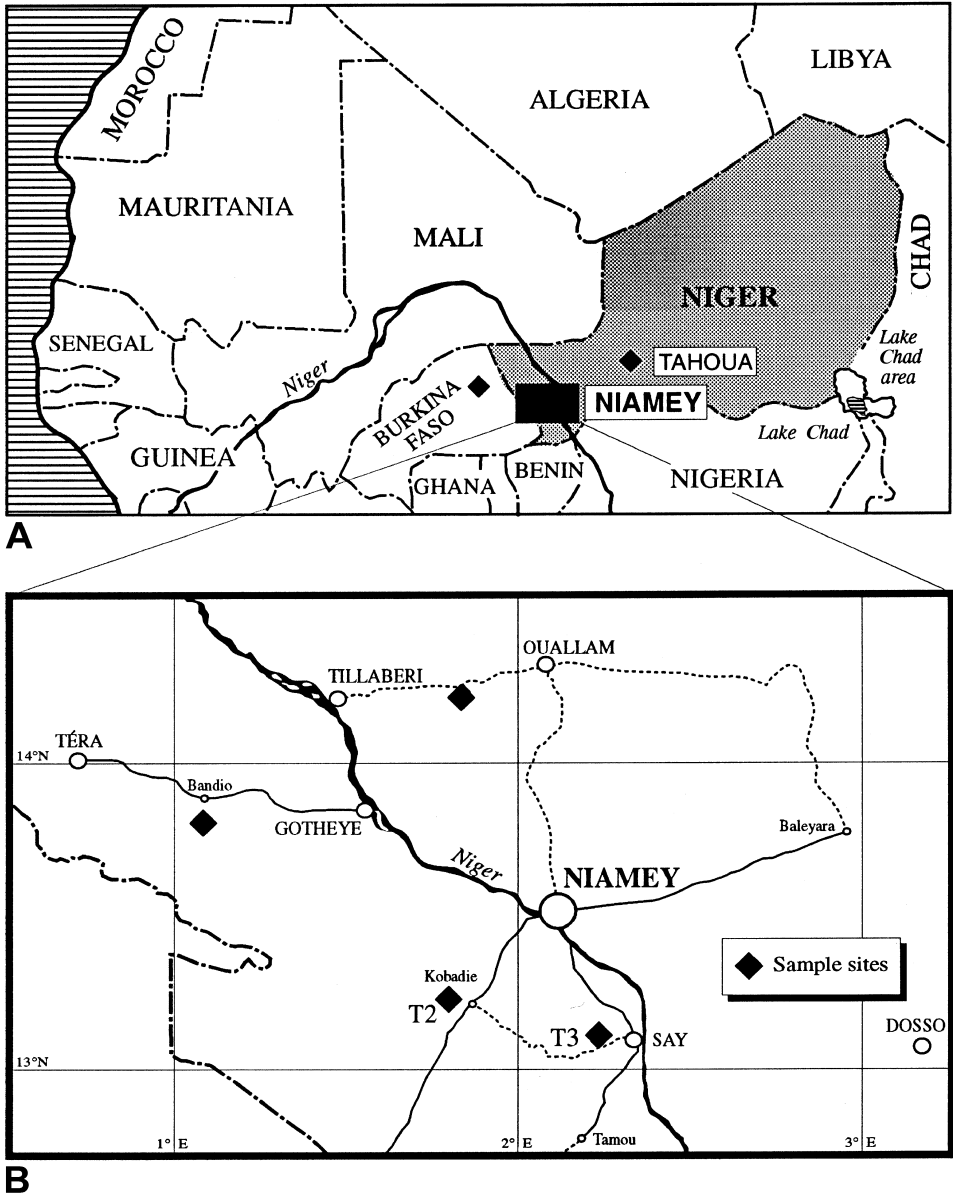 MOROCCO
LIBYA
ALGERIA
MAURITANIA
MALI
CHAD
NIGER
SENEGAL
Lake
Chad
area
TAHOUA
Niger
BURKINA
FASO
NIAMEY
Lake Chad
GUINEA
GHANA
BENIN
NIGERIA
A
OUALLAM
TILLABERI
TÉRA
14°N
Bandio
GOTHEYE
Baleyara
Niger
NIAMEY
Sample sites
Kobadie
T2
T3
SAY
DOSSO
13°N
1° E
2° E
Tamou
3° E
B